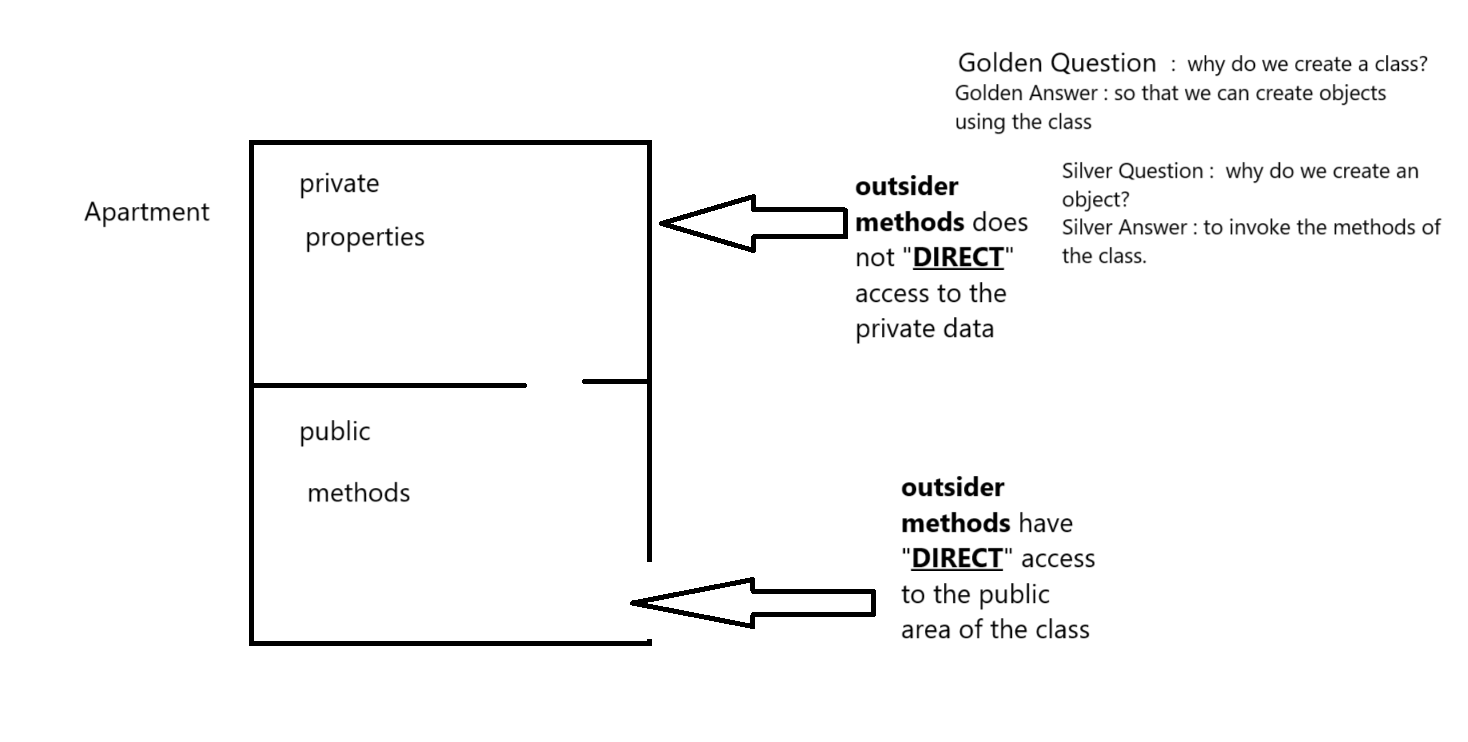 Golden Question : why do we create a class?
Golden Answer : so that we can create objects
using the class
Silver Question : why do we create an
object?
Silver Answer : to invoke the methods of
the class.
Apartment
private
properties
outsider
methods does
not "DIRECT"
access to the
private data
public
methods
outsider
methods have
"DIRECT" access
to the public
area of the class